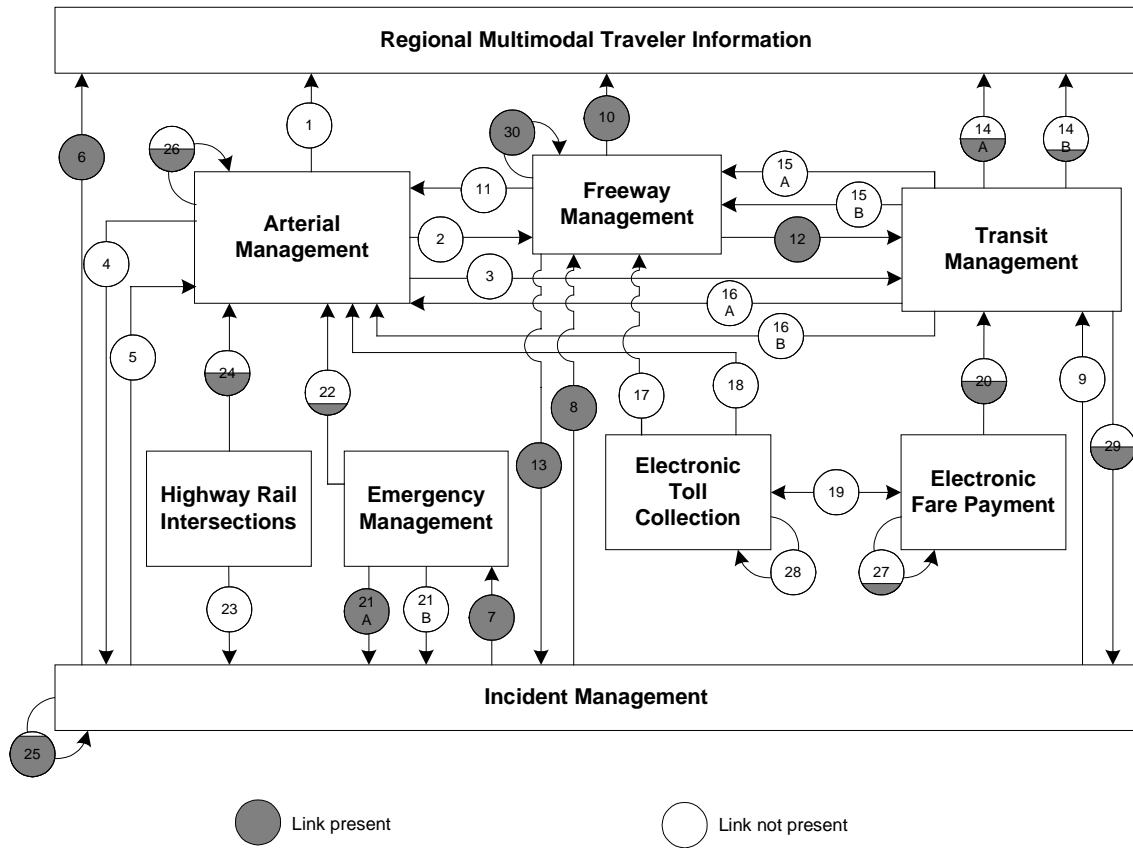 Regional Multimodal Traveler Information
6
1
10
14
A
14
B
26
30
11
15
A
15
B
Freeway
Management
Arterial
Management
2
12
Transit
Management
4
3
16
A
16
B
5
24
22
17
18
8
20
9
13
29
Highway Rail
Intersections
Emergency
Management
Electronic
Toll
Collection
19
Electronic
Fare Payment
28
27
23
21
A
21
B
7
Incident Management
25
Link present
Link not present